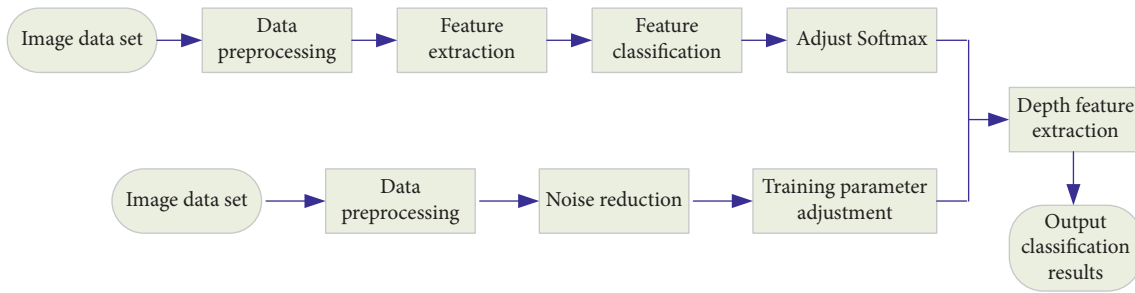 Image data set
Data
preprocessing
Feature
extraction
Feature
classification
Adjust Softmax
Depth feature
extraction
Image data set
Data
preprocessing
Noise reduction
Training parameter
adjustment
Output
classification
results